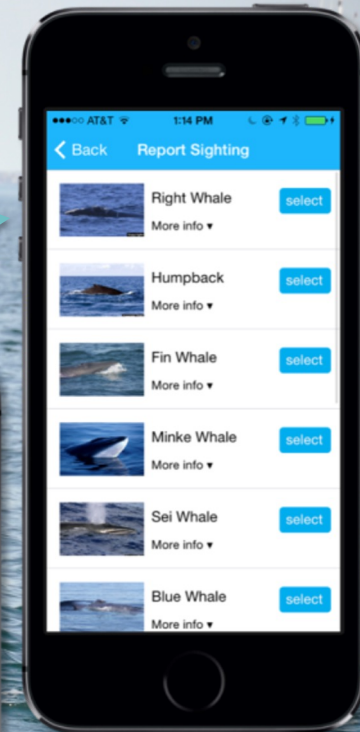 AT&T 1:14 PM
Back Report Sighting
Right Whale
select
More info ▾
Humpback
select
More info ▾
Fin Whale
select
More info ▾
Minke Whale
select
More info ▾
Sei Whale
select
More info ▾
Blue Whale
select
More info ▾